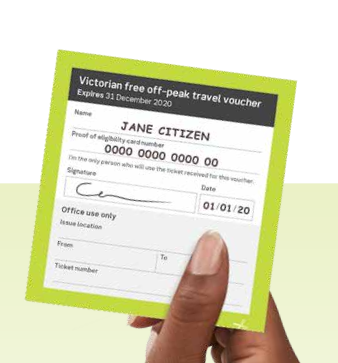 Victorian free off-peak travel voucher
Expires 31 December 2020
Name
JANE CITIZEN
Proof of eligibility card number
0000 0000 0000 00
I'm the only person who will use the ticket received for this voucher.
Signature
Date
01/01/20
Office use only
Issue location
From
To
Ticket number